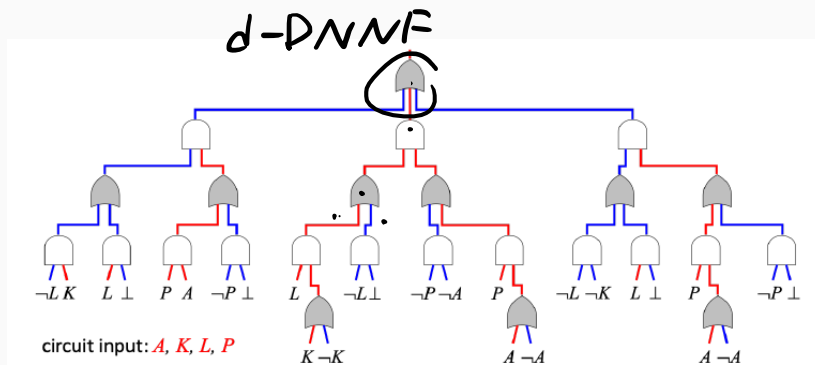 d-DNNF
¬L K L ⊥ P A ¬P ⊥ L ¬L ⊥ ¬P ¬A P ¬L ¬K L ⊥ P ¬P ⊥
K ¬K A ¬A A ¬A
circuit input: A, K, L, P